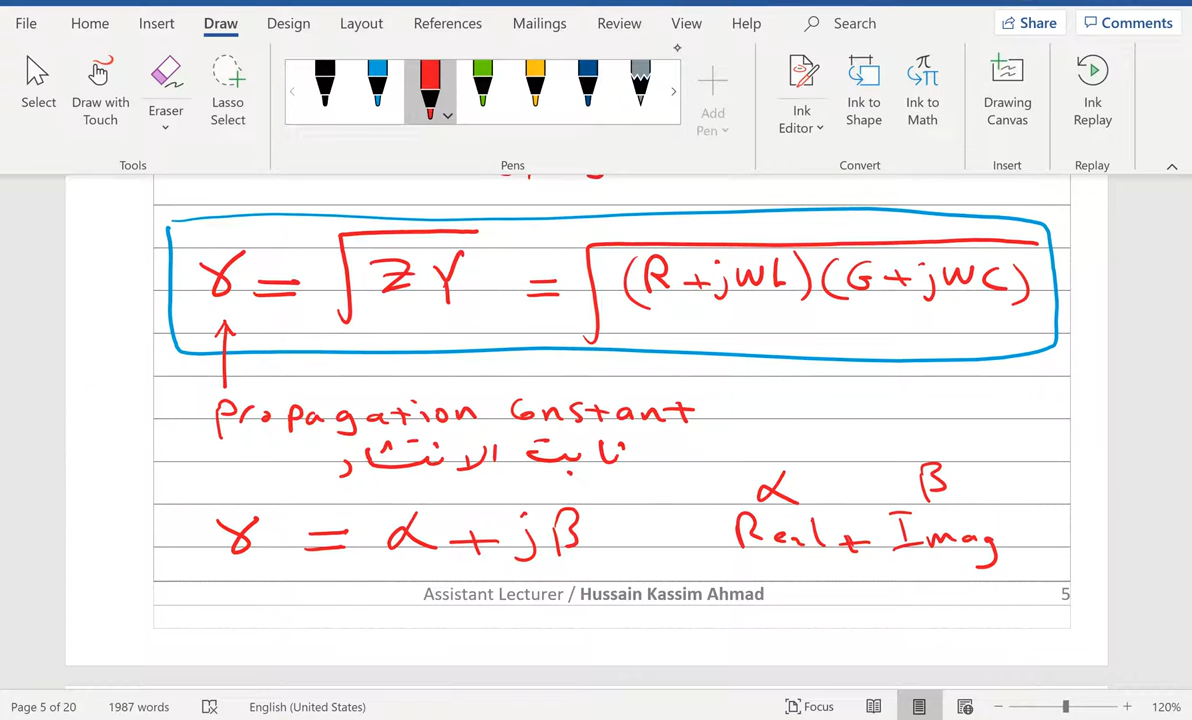 File Home Insert Draw Design Layout References Mailings Review View Help Search Share Comments
Select Draw with Touch Eraser Lasso Select Add Pen Ink Editor Ink to Shape Ink to Math Drawing Canvas Ink Replay
Tools Pens Convert Insert Replay
γ = √ZY = √(R+jWL)(G+jWC)
Propagation Constant
ثابت الانتشار
α β
γ = α + jβ Real + Imag
Assistant Lecturer / Hussain Kassim Ahmad 5
Page 5 of 20 1987 words English (United States) Focus 120%